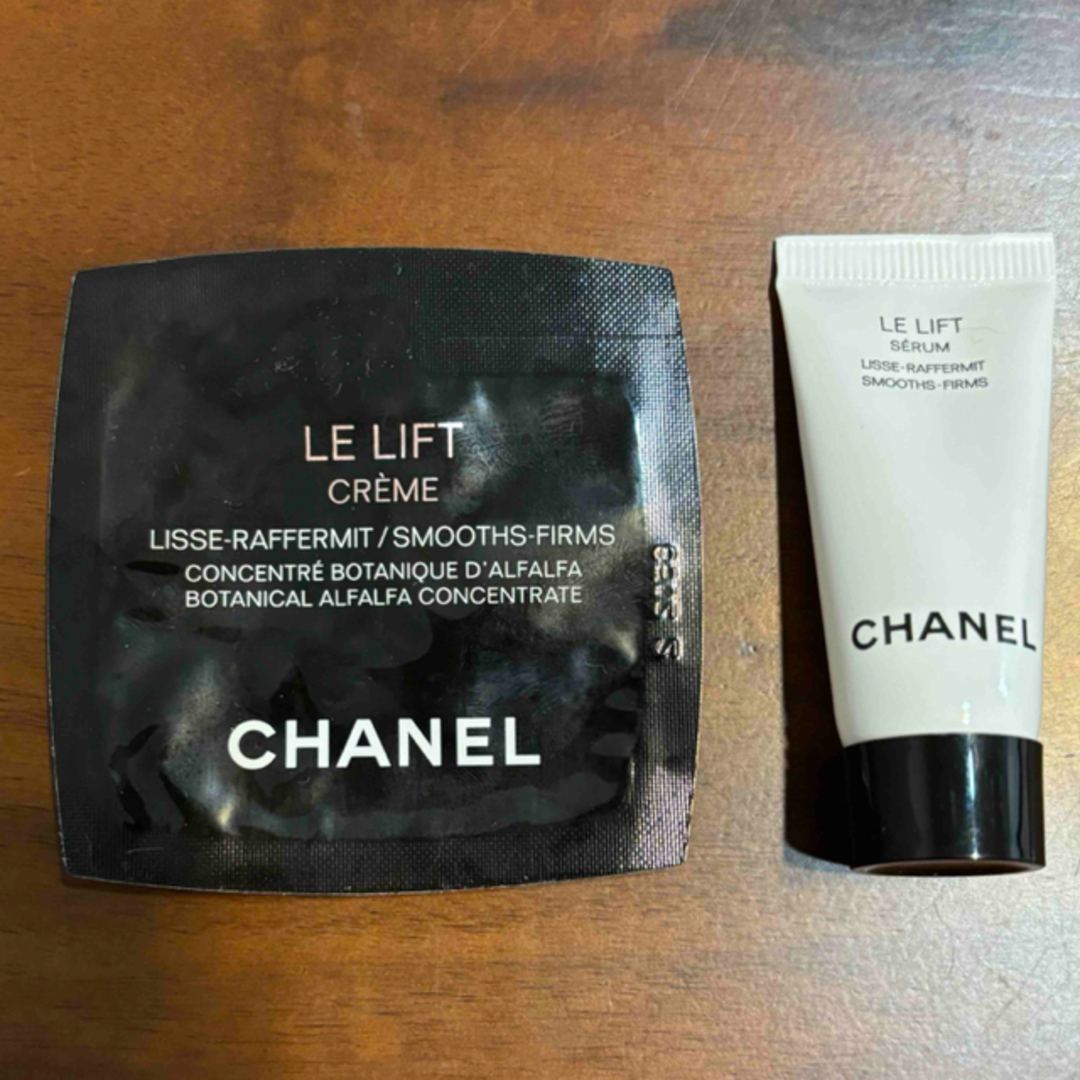 LE LIFT
CRÈME
LISSE-RAFFERMIT / SMOOTHS-FIRMS
CONCENTRÉ BOTANIQUE D'ALFALFA
BOTANICAL ALFALFA CONCENTRATE
CHANEL
LE LIFT
SÉRUM
LISSE-RAFFERMIT
SMOOTHS-FIRMS
CHANEL